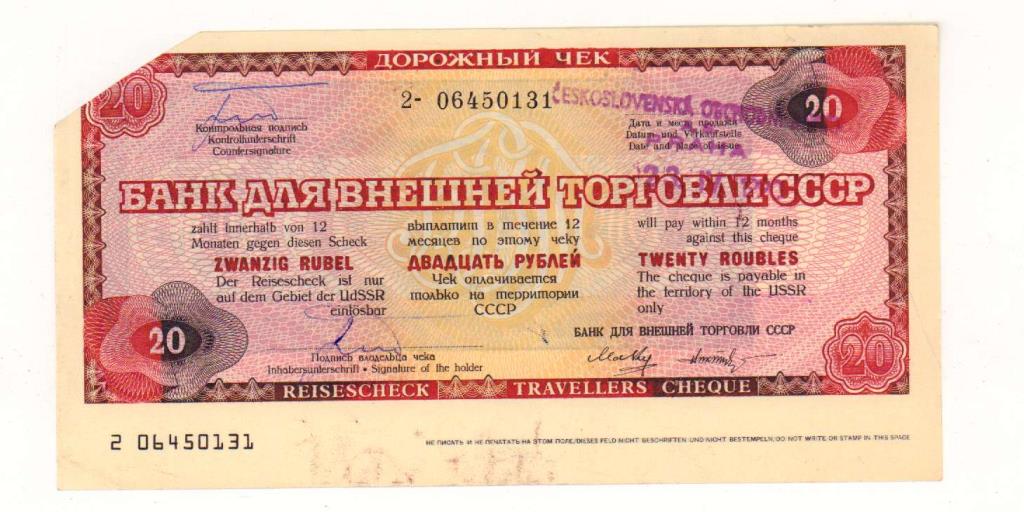 ДОРОЖНЫЙ ЧЕК
20
2- 06450131
ČESKOSLOVENSKÁ OBCHODNÍ
20
Контрольная подпись
Kontrollunterschrift
Countersignature
Дата и место продажи
Datum und Verkaufstelle
Date and place of issue
БАНК ДЛЯ ВНЕШНЕЙ ТОРГОВЛИ СССР
zahlt innerhalb von 12
Monaten gegen diesen Scheck
ZWANZIG RUBEL
Der Reisescheck ist nur
auf dem Gebiet der UdSSR
einlösbar
выплатит в течение 12
месяцев по этому чеку
ДВАДЦАТЬ РУБЛЕЙ
Чек оплачивается
только на территории
СССР
will pay within 12 months
against this cheque
TWENTY ROUBLES
The cheque is payable in
the territory of the USSR
only
БАНК ДЛЯ ВНЕШНЕЙ ТОРГОВЛИ СССР
20
20
Подпись владельца чека
Inhabersunterschrift • Signature of the holder
REISESCHECK TRAVELLERS CHEQUE
2 06450131
НЕ ПИСАТЬ И НЕ ПЕЧАТАТЬ НА ЭТОМ ПОЛЕ/DIESES FELD NICHT BESCHRIFTEN UND NICHT BESTEMPELN/DO NOT WRITE OR STAMP IN THIS SPACE